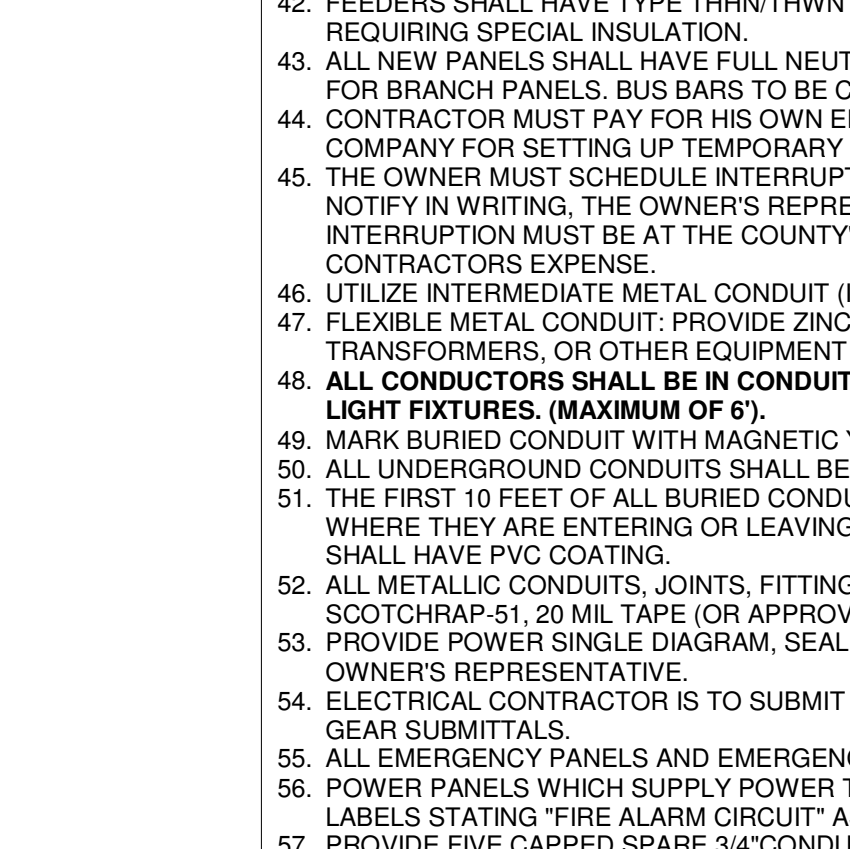 42. FEEDERS SHALL HAVE TYPE THHN/THWN
REQUIRING SPECIAL INSULATION.
43. ALL NEW PANELS SHALL HAVE FULL
FOR BRANCH PANELS. BUS BARS TO BE
44. CONTRACTOR MUST PAY FOR HIS OWN
COMPANY FOR SETTING UP TEMPORARY
45. THE OWNER MUST SCHEDULE
NOTIFY IN WRITING, THE OWNER'S
INTERRUPTION MUST BE AT THE COUNTY'
CONTRACTORS EXPENSE.
46. UTILIZE INTERMEDIATE METAL CONDUIT (
47. FLEXIBLE METAL CONDUIT: PROVIDE ZINC
TRANSFORMERS, OR OTHER EQUIPMENT
48. ALL CONDUCTORS SHALL BE IN CONDUIT
LIGHT FIXTURES. (MAXIMUM OF 6').
49. MARK BURIED CONDUIT WITH MAGNETIC
50. ALL UNDERGROUND CONDUITS SHALL BE
51. THE FIRST 10 FEET OF ALL BURIED
WHERE THEY ARE ENTERING OR LEAVING
SHALL HAVE PVC COATING.
52. ALL METALLIC CONDUITS, JOINTS,
SCOTCHRAP-51, 20 MIL TAPE (OR
53. PROVIDE POWER SINGLE DIAGRAM, SEAL
OWNER'S REPRESENTATIVE.
54. ELECTRICAL CONTRACTOR IS TO SUBMIT
GEAR SUBMITTALS.
55. ALL EMERGENCY PANELS AND
56. POWER PANELS WHICH SUPPLY POWER
LABELS STATING "FIRE ALARM CIRCUIT"
57. PROVIDE FIVE CAPPED SPARE 3/4"